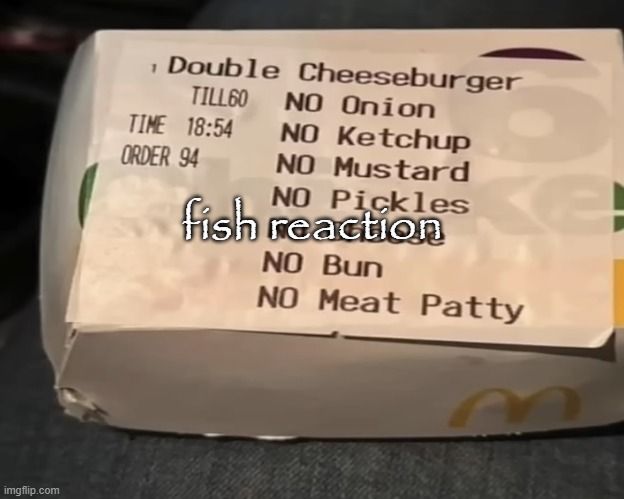 1 Double Cheeseburger
TILL60 NO Onion
TIME 18:54 NO Ketchup
ORDER 94 NO Mustard
NO Pickles
fish reaction
NO Bun
NO Meat Patty
imgflip.com